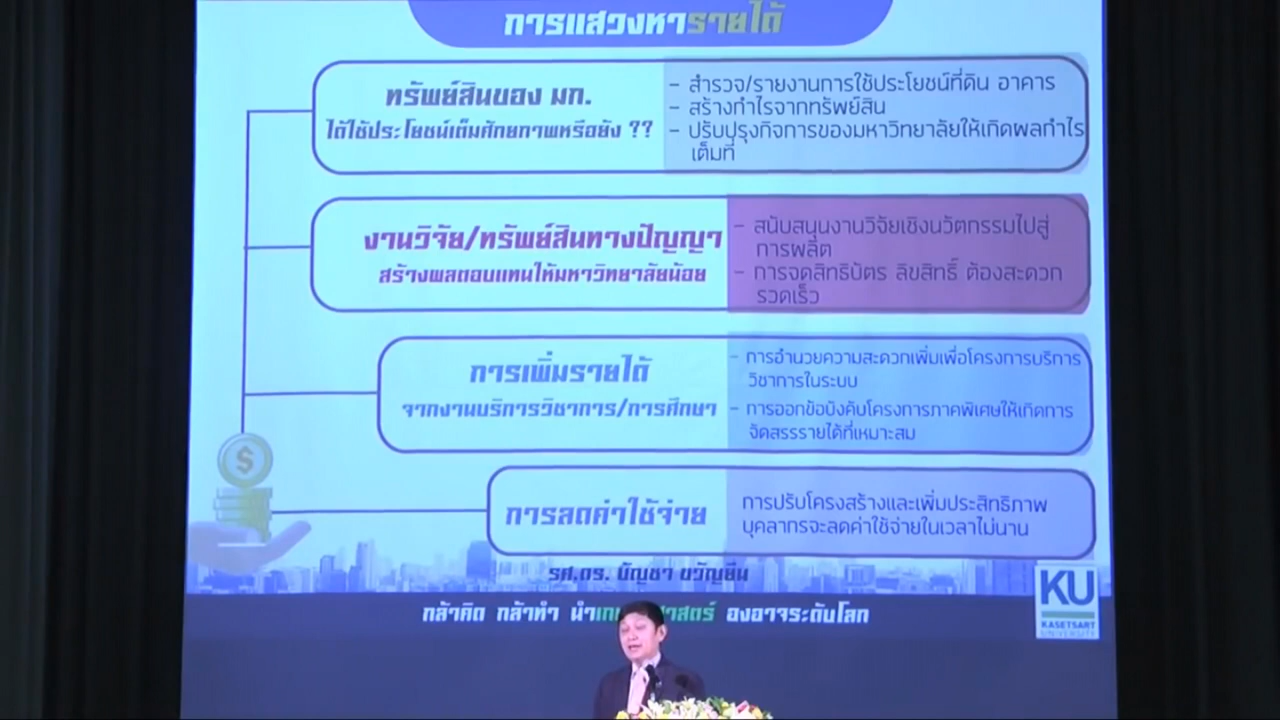 การแสวงหารายได้
ทรัพย์สินของ มก.
ได้ใช้ประโยชน์เต็มศักยภาพหรือยัง ??
- สำรวจ/รายงานการใช้ประโยชน์ที่ดิน อาคาร
- สร้างกำไรจากทรัพย์สิน
- ปรับปรุงกิจการของมหาวิทยาลัยให้เกิดผลกำไร
เต็มที่
งานวิจัย/ทรัพย์สินทางปัญญา
สร้างผลตอบแทนให้มหาวิทยาลัยน้อย
- สนับสนุนงานวิจัยเชิงนวัตกรรมไปสู่
การผลิต
- การจดสิทธิบัตร ลิขสิทธิ์ ต้องสะดวก
รวดเร็ว
การเพิ่มรายได้
จากงานบริการวิชาการ/การศึกษา
- การอำนวยความสะดวกเพิ่มเพื่อโครงการบริการ
วิชาการในระบบ
- การออกข้อบังคับโครงการภาคพิเศษให้เกิดการ
จัดสรรรายได้ที่เหมาะสม
$
การลดค่าใช้จ่าย
การปรับโครงสร้างและเพิ่มประสิทธิภาพ
บุคลากรจะลดค่าใช้จ่ายในเวลาไม่นาน
รศ.ดร. บัญชา ขวัญยืน
กล้าคิด กล้าทำ นำ องอาจระดับโลก
KU
KASETSART
UNIVERSITY